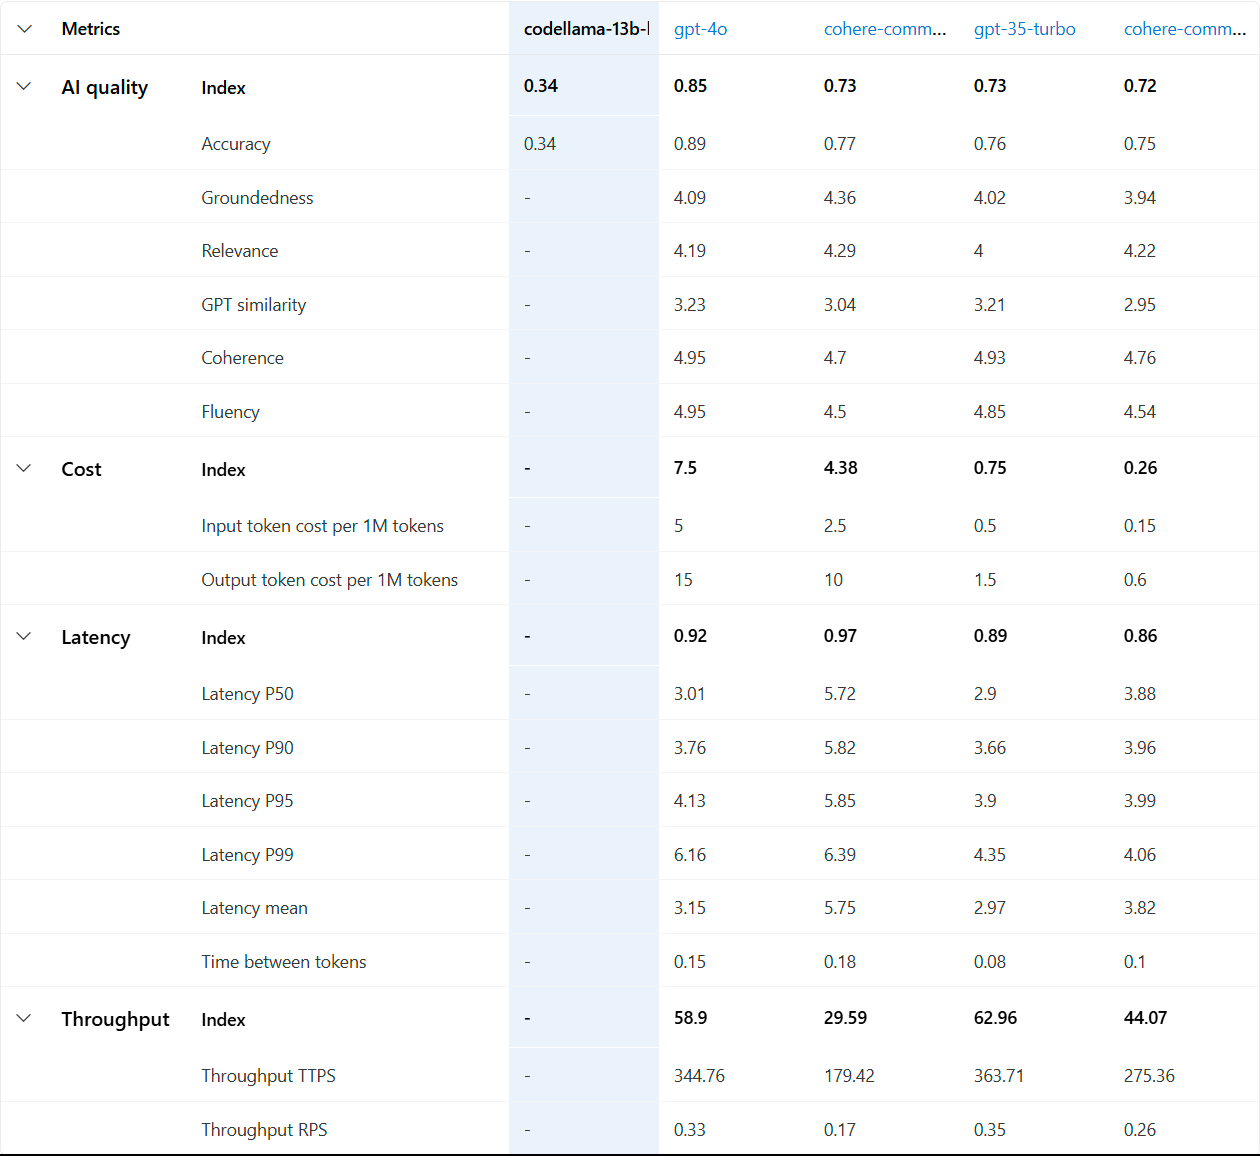 Metrics codellama-13b-l gpt-4o cohere-comm... gpt-35-turbo cohere-comm...
AI quality Index 0.34 0.85 0.73 0.73 0.72
Accuracy 0.34 0.89 0.77 0.76 0.75
Groundedness - 4.09 4.36 4.02 3.94
Relevance - 4.19 4.29 4 4.22
GPT similarity - 3.23 3.04 3.21 2.95
Coherence - 4.95 4.7 4.93 4.76
Fluency - 4.95 4.5 4.85 4.54
Cost Index - 7.5 4.38 0.75 0.26
Input token cost per 1M tokens - 5 2.5 0.5 0.15
Output token cost per 1M tokens - 15 10 1.5 0.6
Latency Index - 0.92 0.97 0.89 0.86
Latency P50 - 3.01 5.72 2.9 3.88
Latency P90 - 3.76 5.82 3.66 3.96
Latency P95 - 4.13 5.85 3.9 3.99
Latency P99 - 6.16 6.39 4.35 4.06
Latency mean - 3.15 5.75 2.97 3.82
Time between tokens - 0.15 0.18 0.08 0.1
Throughput Index - 58.9 29.59 62.96 44.07
Throughput TTPS - 344.76 179.42 363.71 275.36
Throughput RPS - 0.33 0.17 0.35 0.26